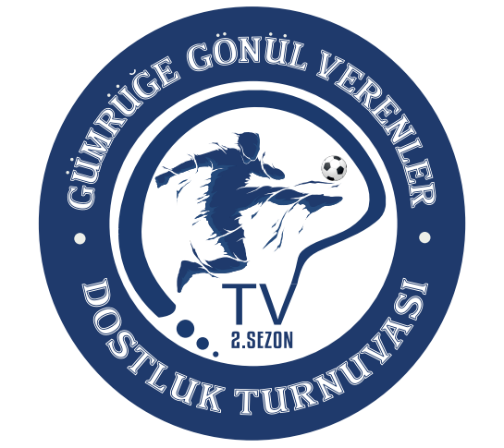 GÜMRÜĞE GÖNÜL VERENLER
TV
2.SEZON
DOSTLUK TURNUVASI